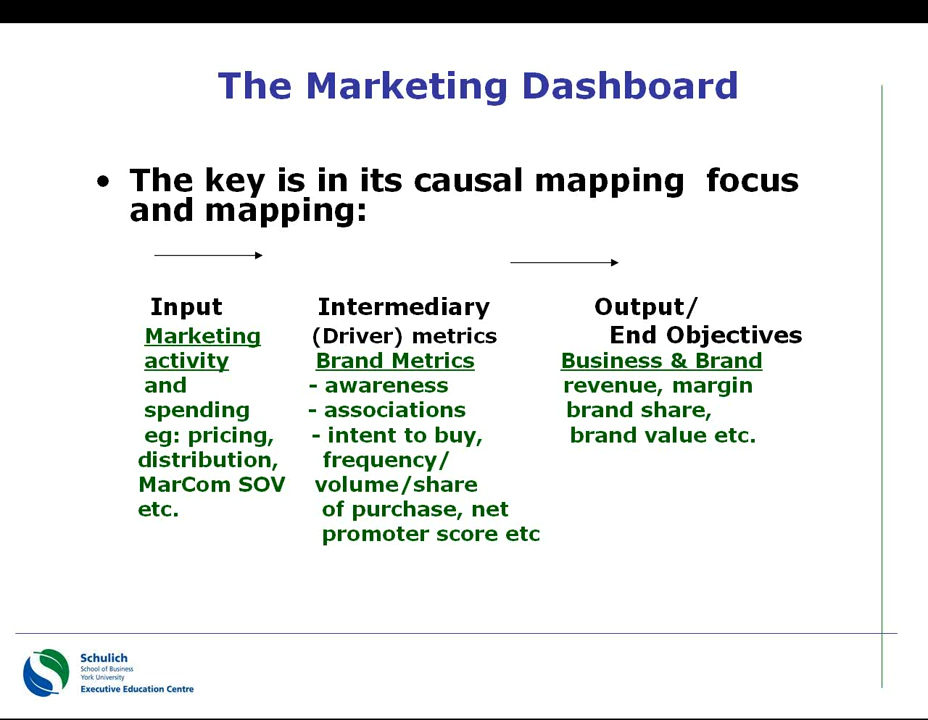 The Marketing Dashboard
• The key is in its causal mapping focus
and mapping:
Input
Marketing
activity
and
spending
eg: pricing,
distribution,
MarCom SOV
etc.
Intermediary
(Driver) metrics
Brand Metrics
- awareness
- associations
- intent to buy,
frequency/
volume/share
of purchase, net
promoter score etc
Output/
End Objectives
Business & Brand
revenue, margin
brand share,
brand value etc.
Schulich
School of Business
York University
Executive Education Centre